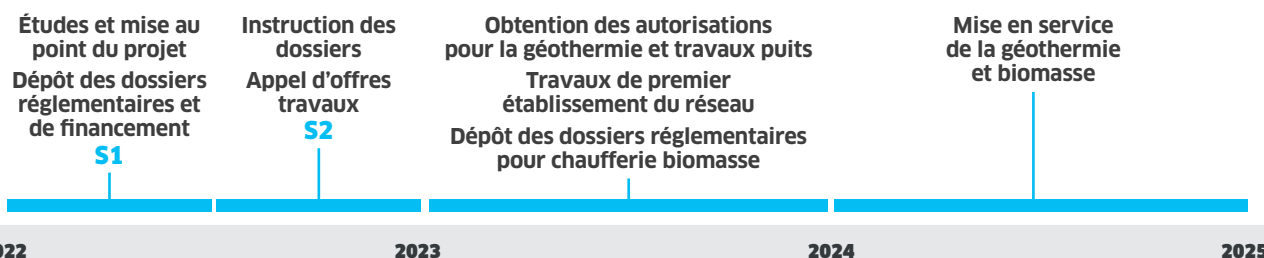 Études et mise au
point du projet
Dépôt des dossiers
réglementaires et
de financement
S1
Instruction des
dossiers
Appel d'offres
travaux
S2
Obtention des autorisations
pour la géothermie et travaux puits
Travaux de premier
établissement du réseau
Dépôt des dossiers réglementaires
pour chaufferie biomasse
Mise en service
de la géothermie
et biomasse
022
2023
2024
2025